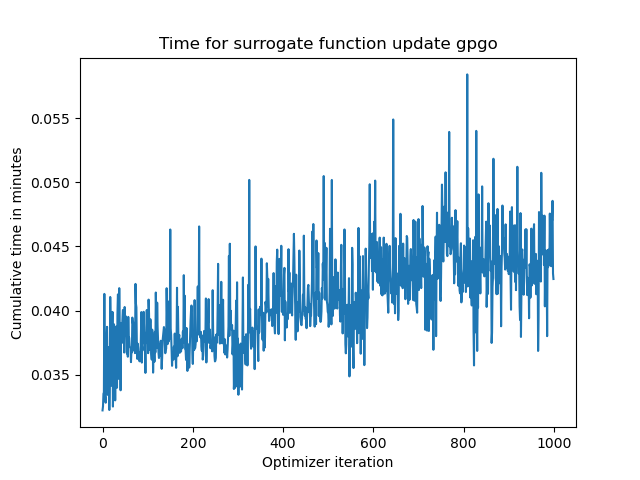 Time for surrogate function update gpgo
Cumulative time in minutes
0.055
0.050
0.045
0.040
0.035
0 200 400 600 800 1000
Optimizer iteration